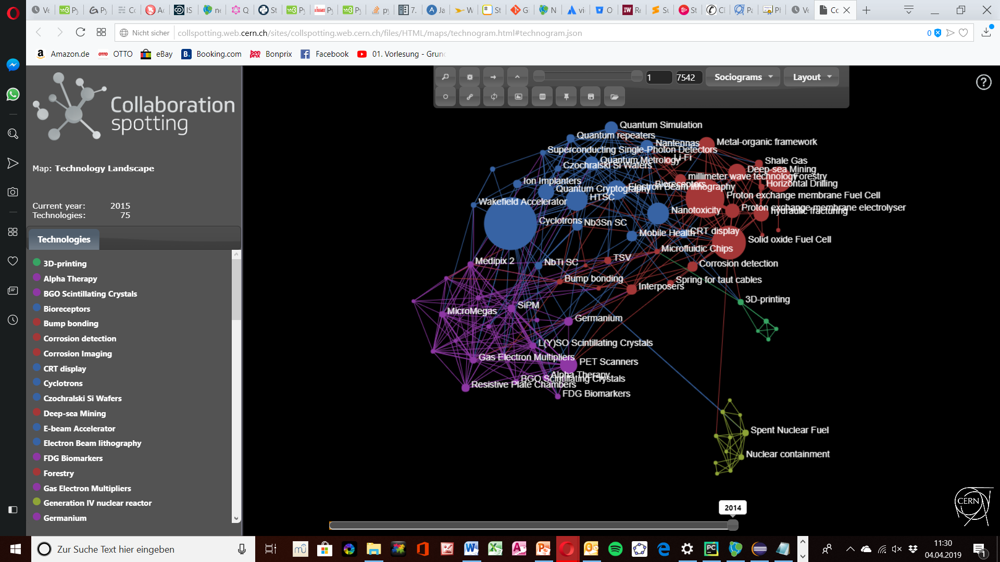 Ve
Py
Py
Co
Ac
IS
ne
Q
St
Py
Py
Py
py
7.
Ja
W
St
Gi
N
vi
O
Re
Su
St
Cl
Pa
Pl
Ve
Co
Nicht sicher
collspotting.web.cern.ch/sites/collspotting.web.cern.ch/files/HTML/maps/technogram.html#technogram.json
0
Amazon.de
OTTO
eBay
Booking.com
Bonprix
Facebook
01. Vorlesung - Grun
Collaboration
spotting
Map: Technology Landscape
Current year: 2015
Technologies: 75
Technologies
3D-printing
Alpha Therapy
BGO Scintillating Crystals
Bioreceptors
Bump bonding
Corrosion detection
Corrosion Imaging
CRT display
Cyclotrons
Czochralski Si Wafers
Deep-sea Mining
E-beam Accelerator
Electron Beam lithography
FDG Biomarkers
Forestry
Gas Electron Multipliers
Generation IV nuclear reactor
Germanium
1
7542
Sociograms
Layout
?
Quantum Simulation
Quantum repeaters
Nantennas
Metal-organic framework
Superconducting Single-Photon Detectors
Li-Fi
Quantum Metrology
Shale Gas
Czochralski Si Wafers
Deep-sea Mining
millimeter wave technology
Forestry
Ion Implanters
Bioreceptors
Horizontal Drilling
Quantum Cryptography
Electron Beam lithography
HTSC
Proton exchange membrane Fuel Cell
Wakefield Accelerator
Nanotoxicity
Proton exchange membrane electrolyser
hydraulic fracturing
Cyclotrons
Nb3Sn SC
Mobile Health
CRT display
Solid oxide Fuel Cell
Microfluidic Chips
Medipix 2
NbTi SC
TSV
Corrosion detection
Bump bonding
Interposers
Spring for taut cables
3D-printing
SiPM
MicroMegas
Germanium
L(Y)SO Scintillating Crystals
Gas Electron Multipliers
PET Scanners
Alpha Therapy
BGO Scintillating Crystals
Resistive Plate Chambers
FDG Biomarkers
Spent Nuclear Fuel
Nuclear containment
2014
CERN
Zur Suche Text hier eingeben
11:30
04.04.2019
1